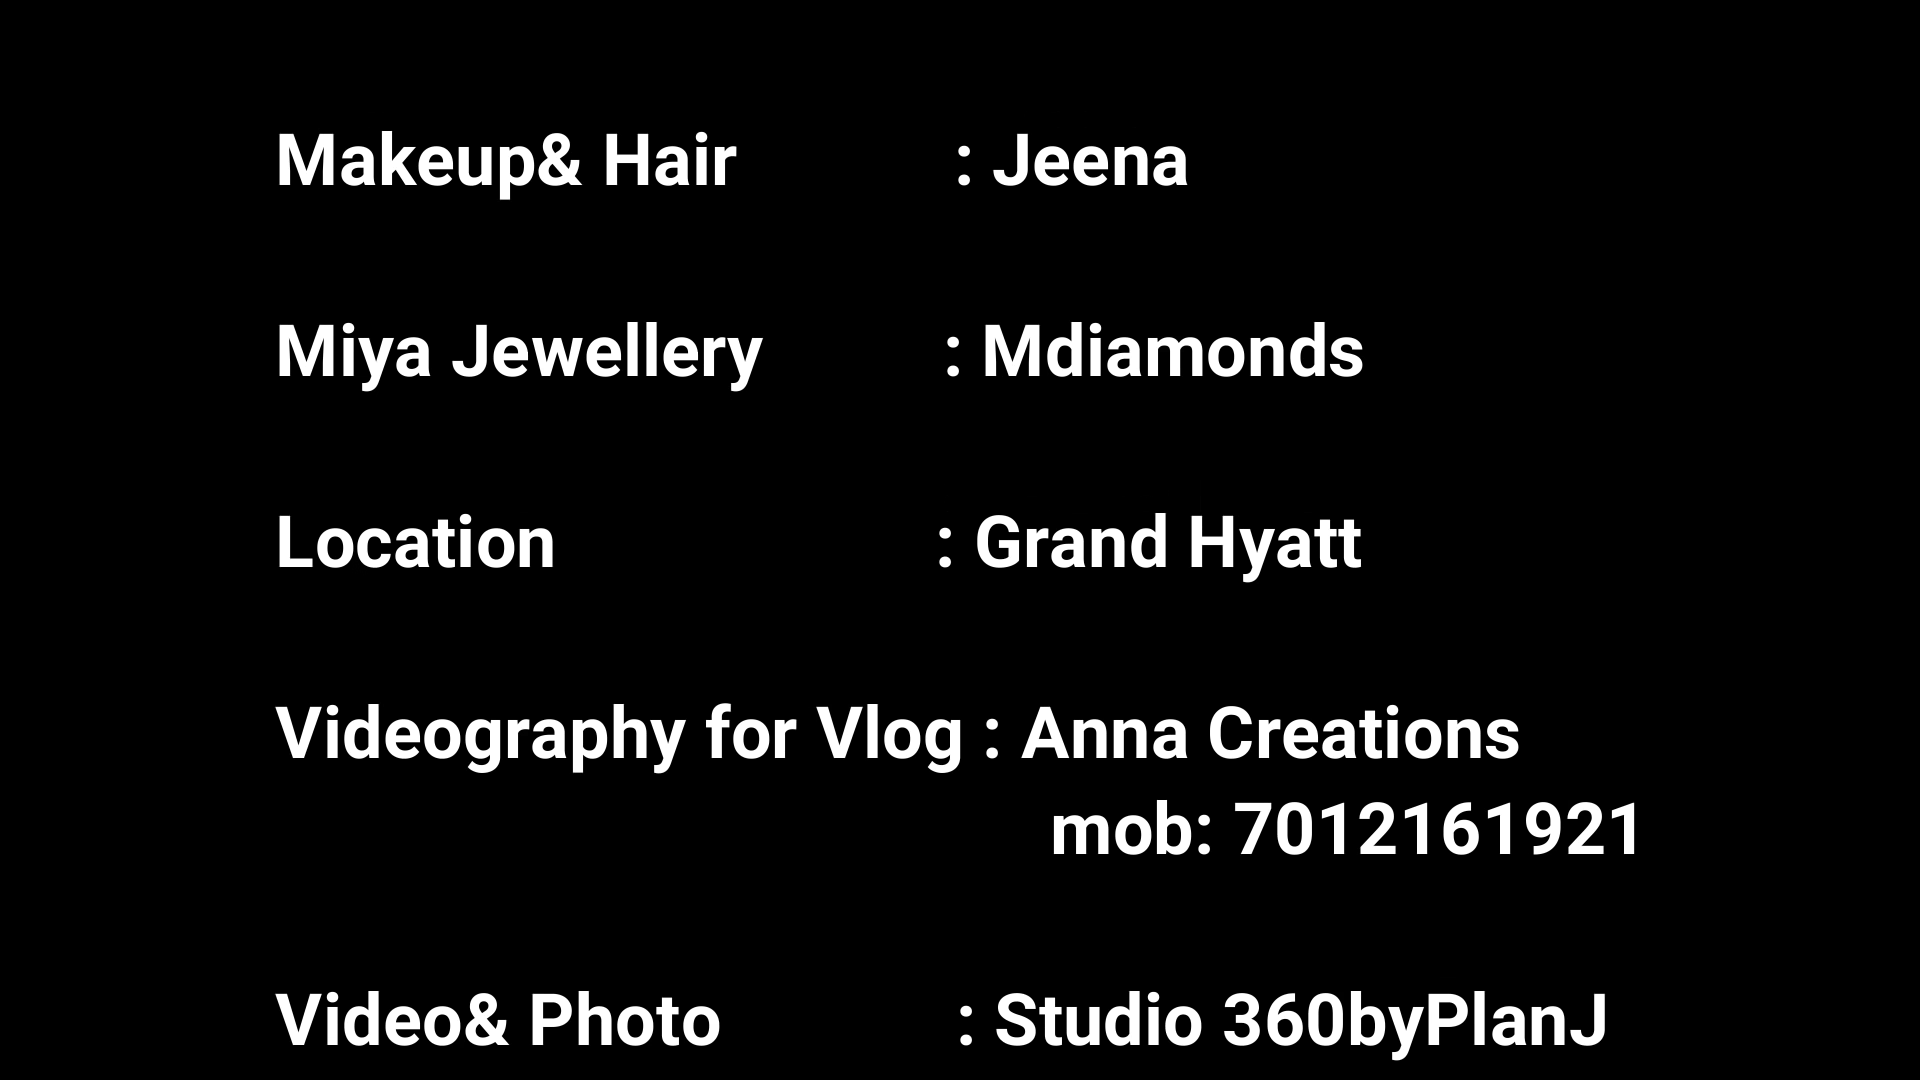 Makeup& Hair : Jeena
Miya Jewellery : Mdiamonds
Location : Grand Hyatt
Videography for Vlog : Anna Creations
mob: 7012161921
Video& Photo : Studio 360byPlanJ